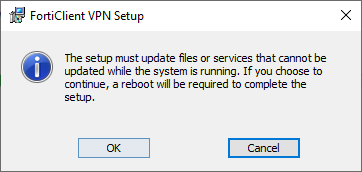 FortiClient VPN Setup
The setup must update files or services that cannot be
updated while the system is running. If you choose to
continue, a reboot will be required to complete the
setup.
OK
Cancel